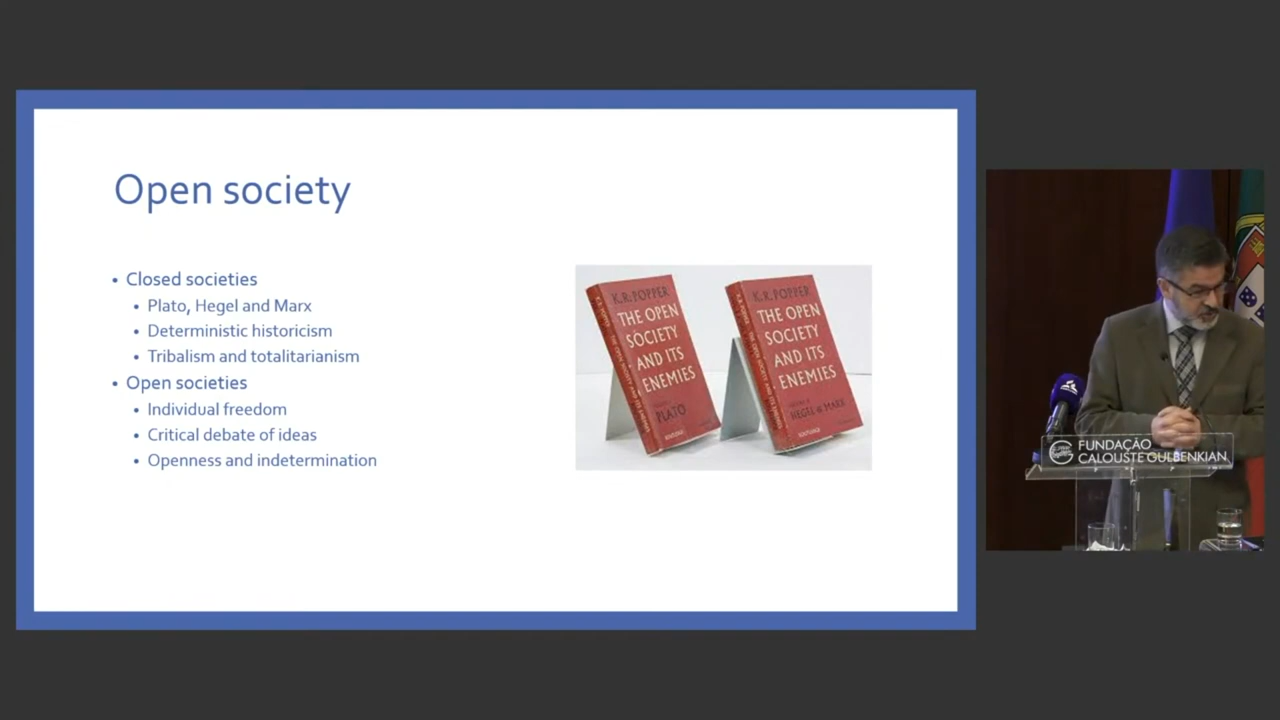 Open society
• Closed societies
• Plato, Hegel and Marx
• Deterministic historicism
• Tribalism and totalitarianism
• Open societies
• Individual freedom
• Critical debate of ideas
• Openness and indetermination
K.R. POPPER
THE OPEN
SOCIETY
AND ITS
ENEMIES
PLATO
K.R. POPPER
THE OPEN
SOCIETY
AND ITS
ENEMIES
HEGEL & MARX
FUNDAÇÃO
CALOUSTE GULBENKIAN